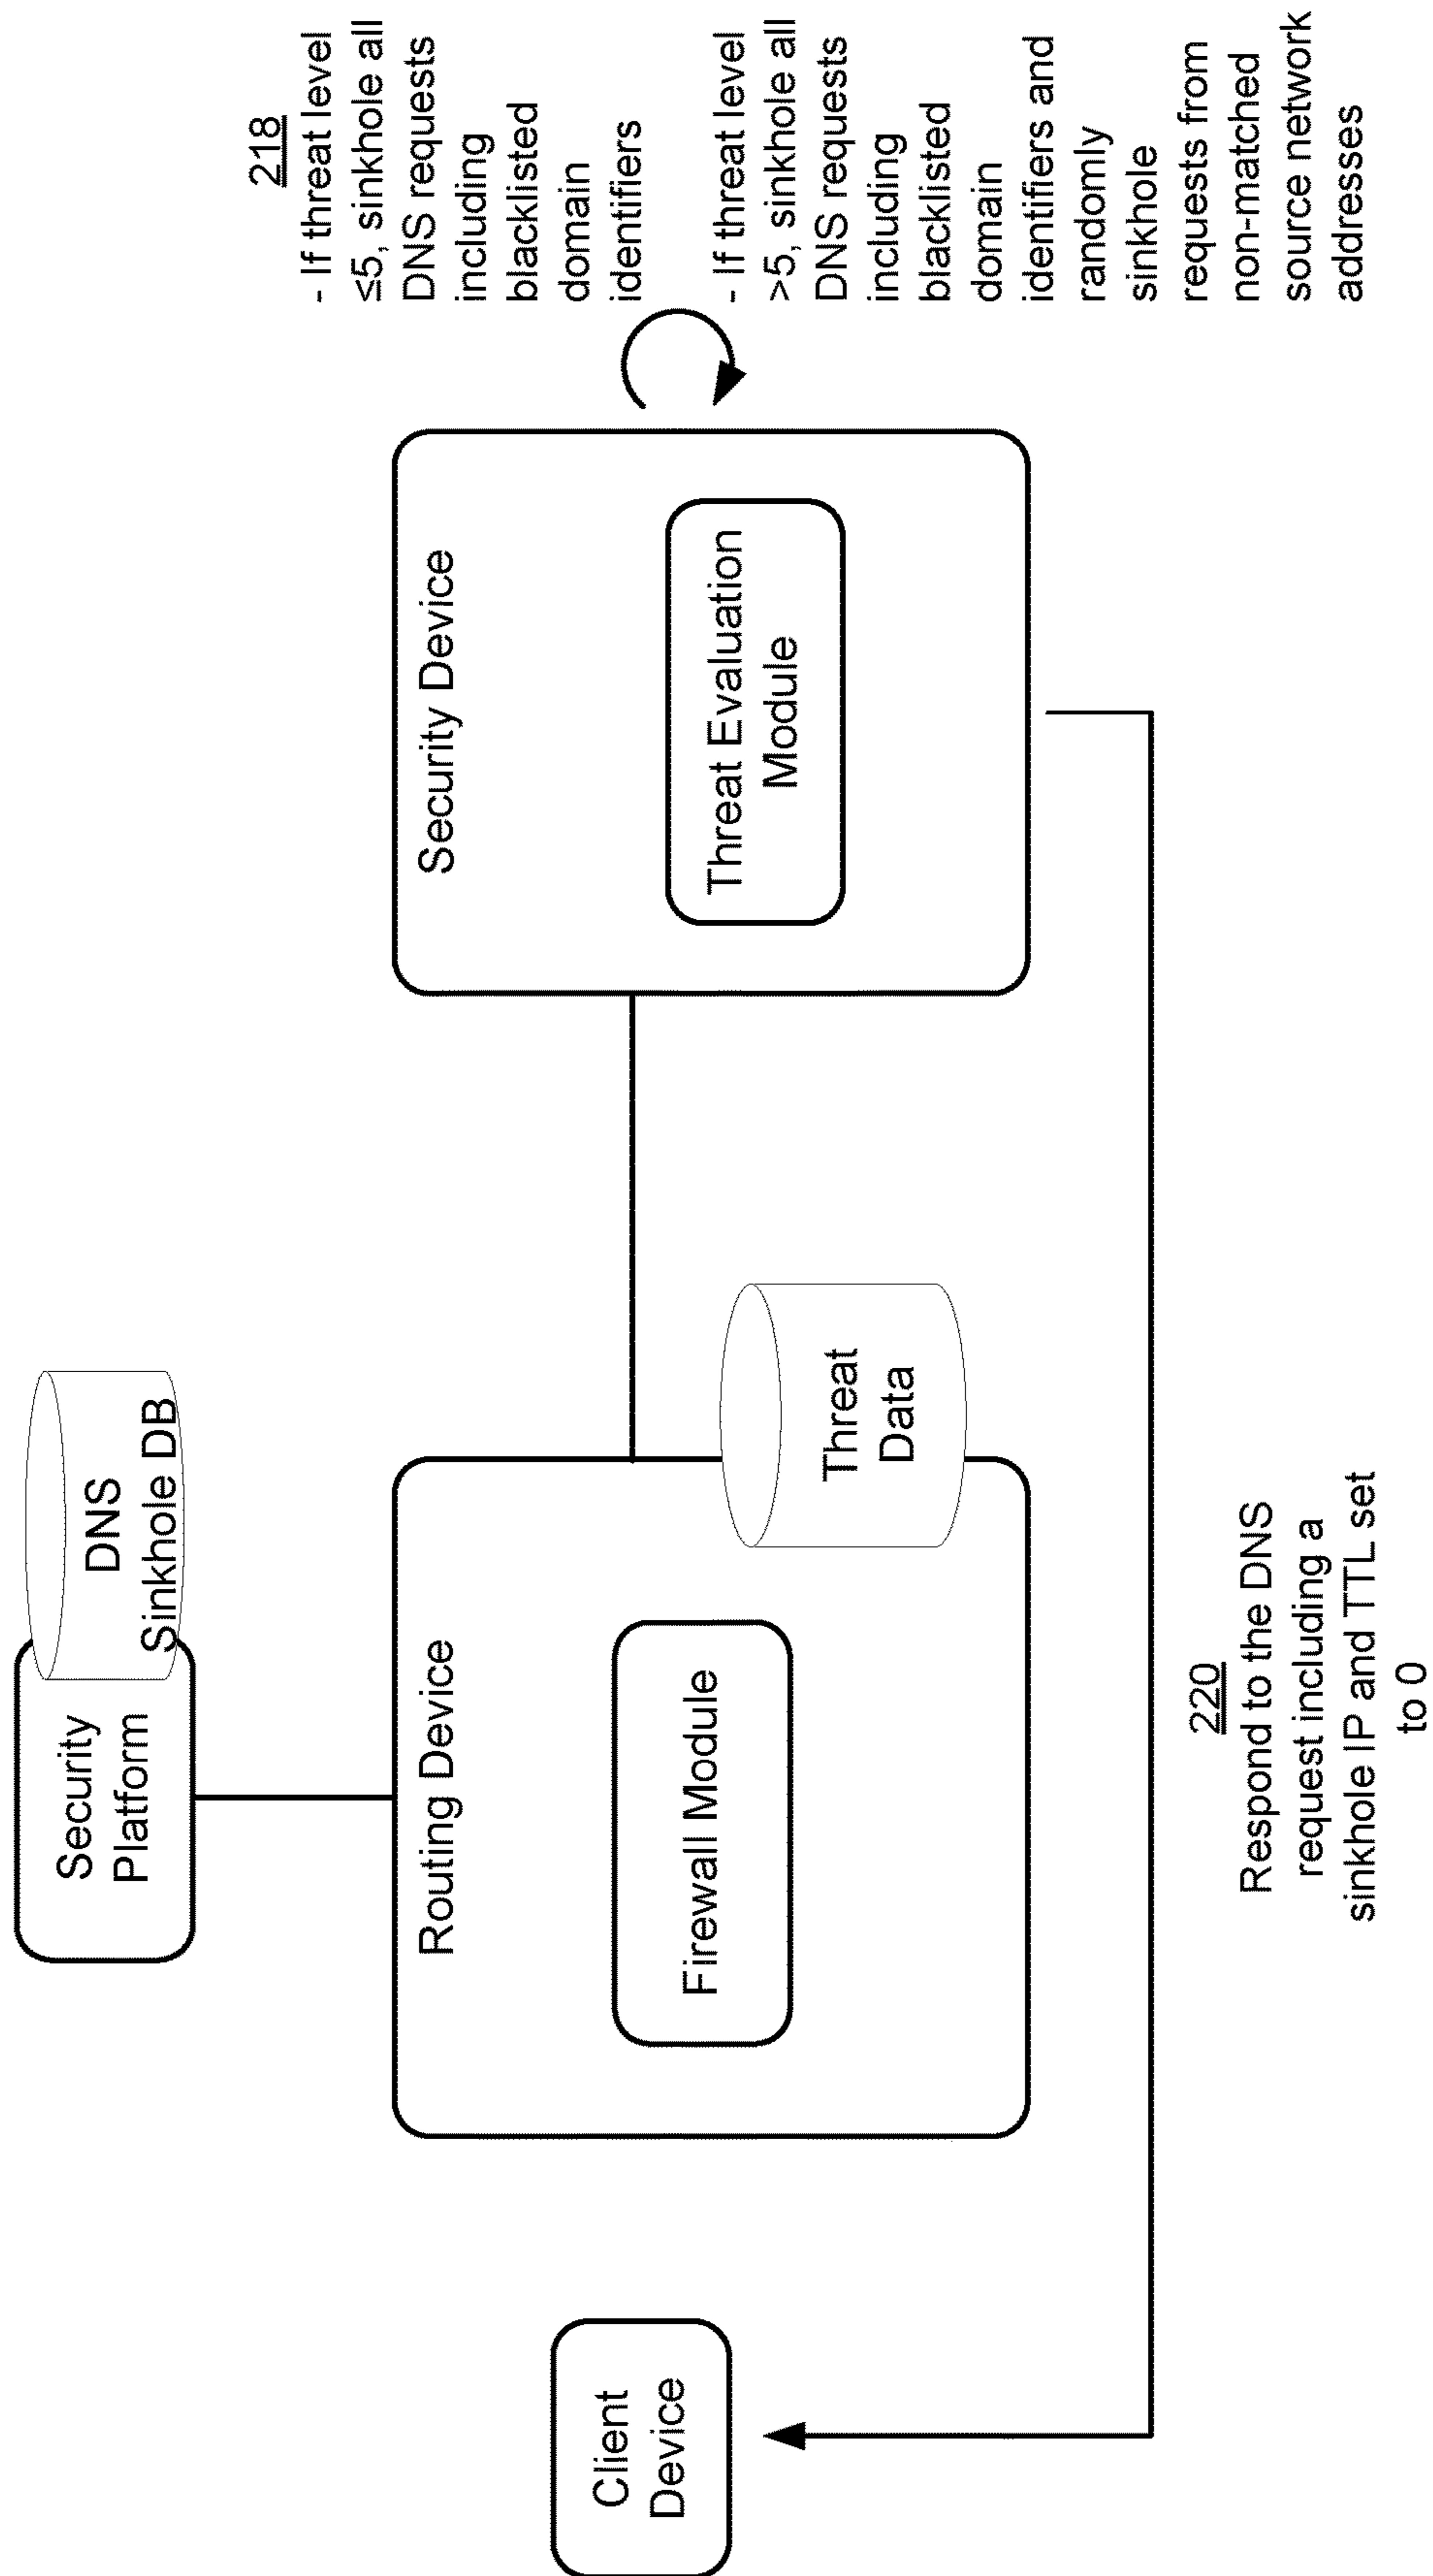 Security
Platform
DNS
Sinkhole DB
Client
Device
Routing Device
Firewall Module
Threat
Data
Security Device
Threat Evaluation
Module
218
- If threat level
≤5, sinkhole all
DNS requests
including
blacklisted
domain
identifiers
- If threat level
>5, sinkhole all
DNS requests
including
blacklisted
domain
identifiers and
randomly
sinkhole
requests from
non-matched
source network
addresses
220
Respond to the DNS
request including a
sinkhole IP and TTL set
to 0